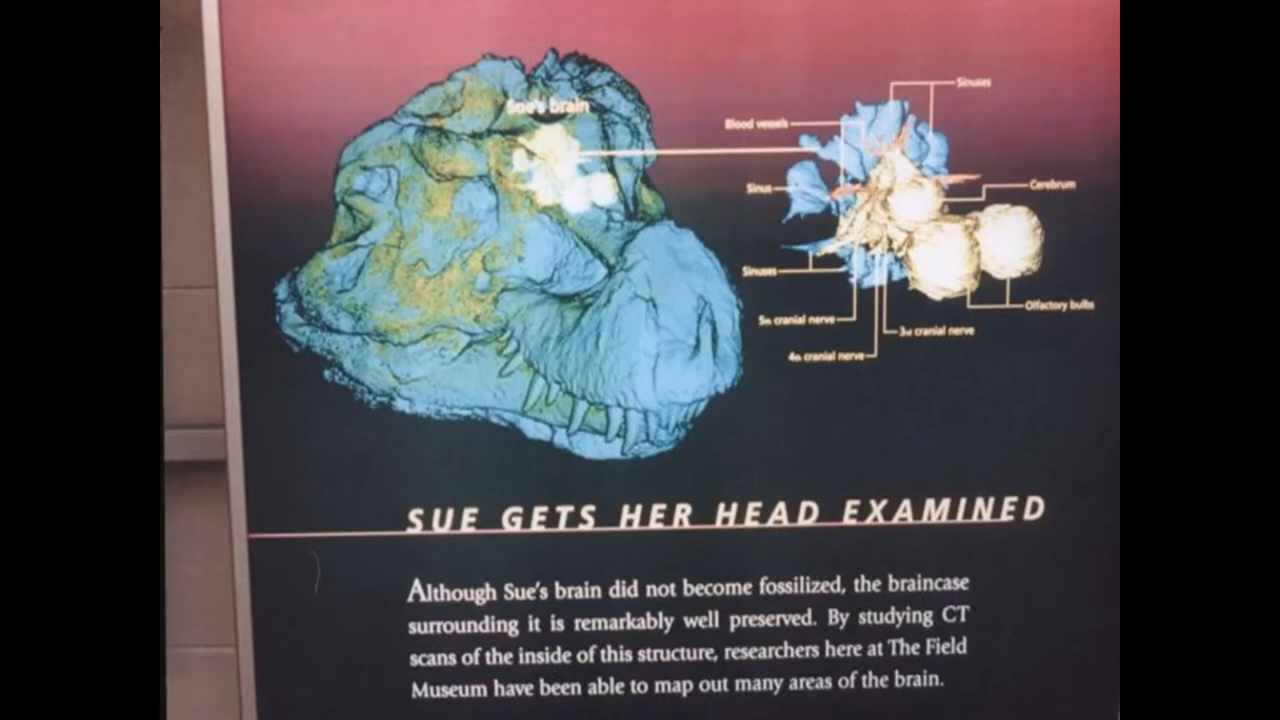 Sue's brain
Sinuses
Blood vessels
Sinus
Cerebrum
Sinuses
Olfactory bulbs
5th cranial nerve
3rd cranial nerve
4th cranial nerve
SUE GETS HER HEAD EXAMINED
Although Sue's brain did not become fossilized, the braincase
surrounding it is remarkably well preserved. By studying CT
scans of the inside of this structure, researchers here at The Field
Museum have been able to map out many areas of the brain.